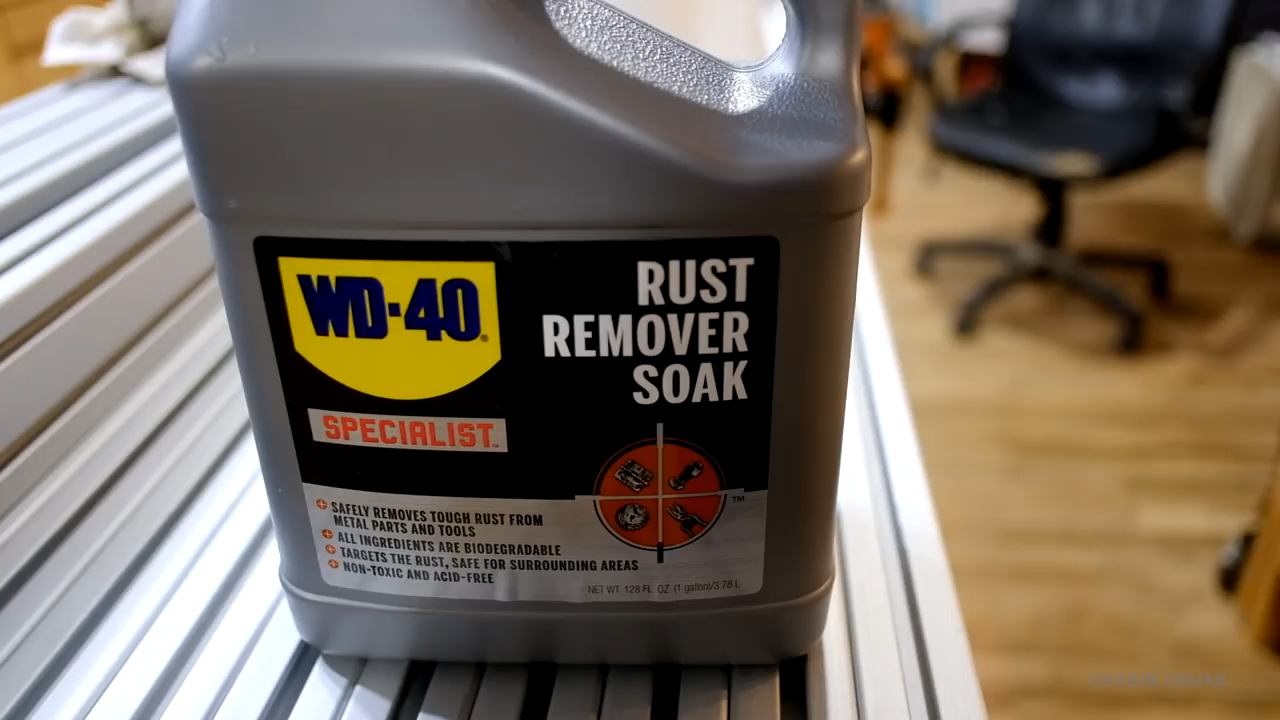 WD-40®
SPECIALIST™
RUST
REMOVER
SOAK
™
SAFELY REMOVES TOUGH RUST FROM
METAL PARTS AND TOOLS
ALL INGREDIENTS ARE BIODEGRADABLE
TARGETS THE RUST, SAFE FOR SURROUNDING AREAS
NON-TOXIC AND ACID-FREE
NET WT 128 FL OZ (1 gallon)/3.78 L